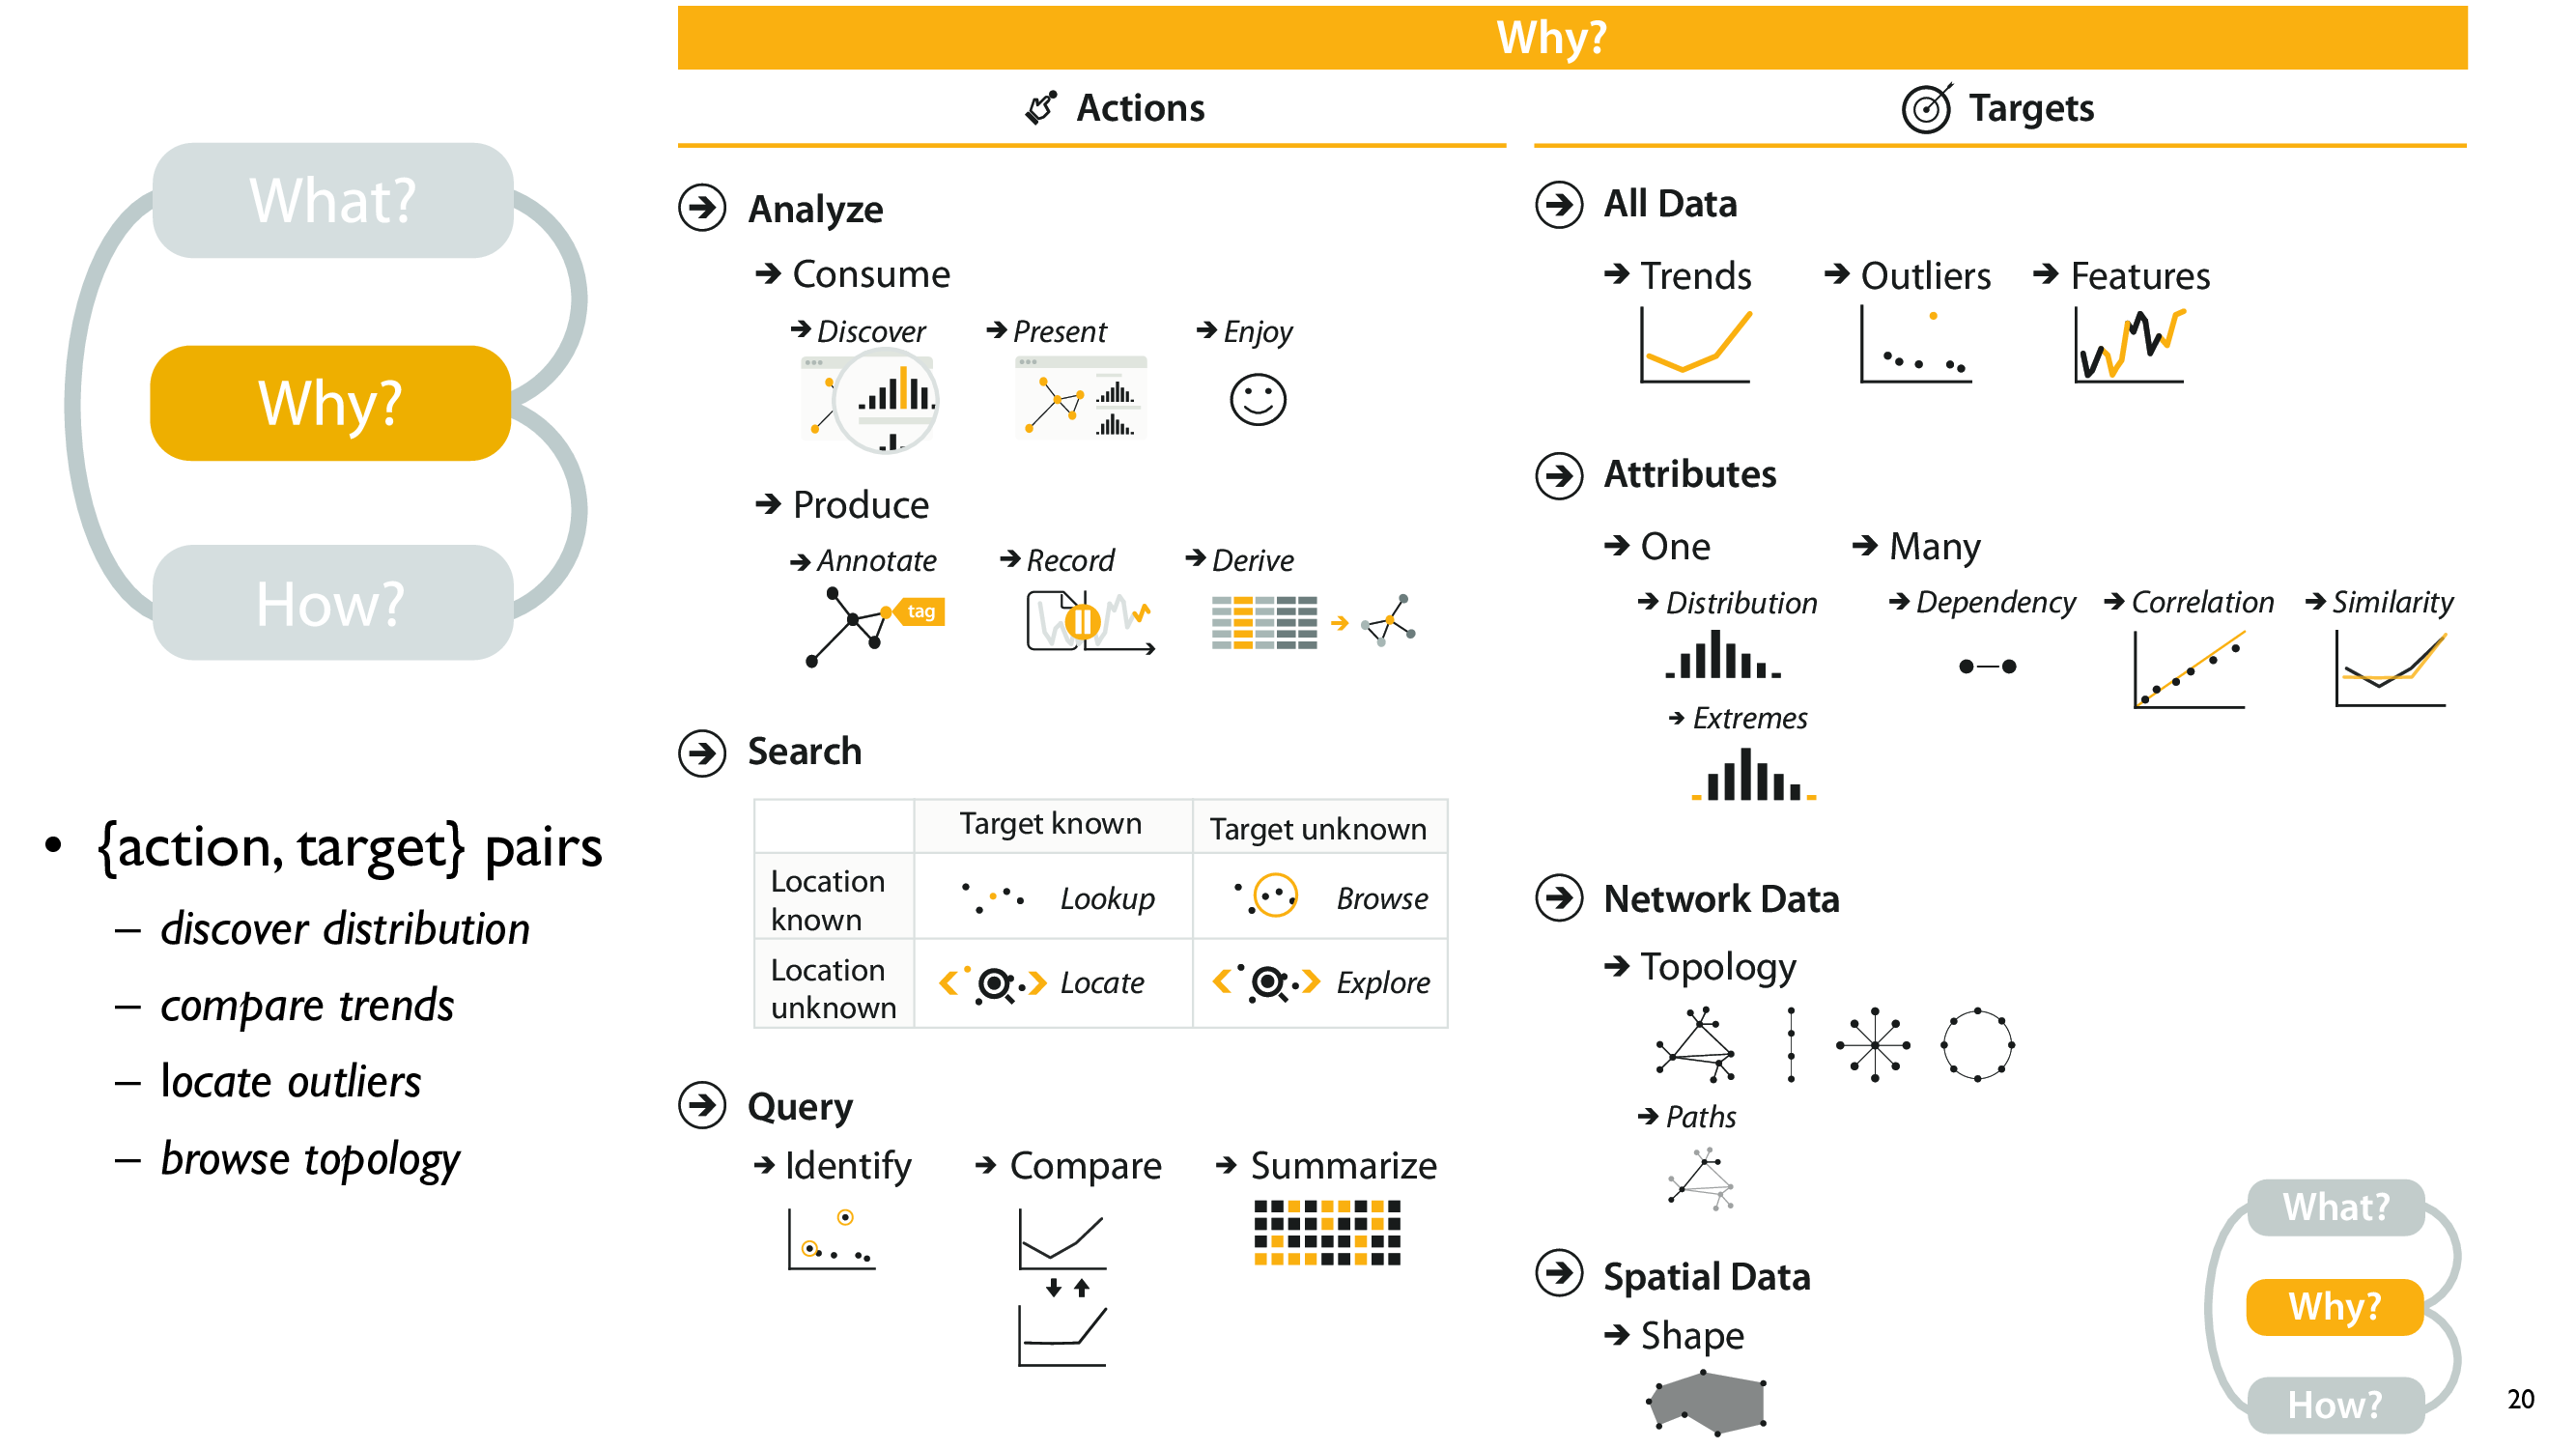 What?
Why?
How?
• {action, target} pairs
– discover distribution
– compare trends
– locate outliers
– browse topology
Why?
Actions
Analyze
Consume
Discover
Present
Enjoy
Produce
Annotate
Record
Derive
tag
Search
Target known
Target unknown
Location known
Lookup
Browse
Location unknown
Locate
Explore
Query
Identify
Compare
Summarize
Targets
All Data
Trends
Outliers
Features
Attributes
One
Many
Distribution
Dependency
Correlation
Similarity
Extremes
Network Data
Topology
Paths
Spatial Data
Shape
What?
Why?
How?
20